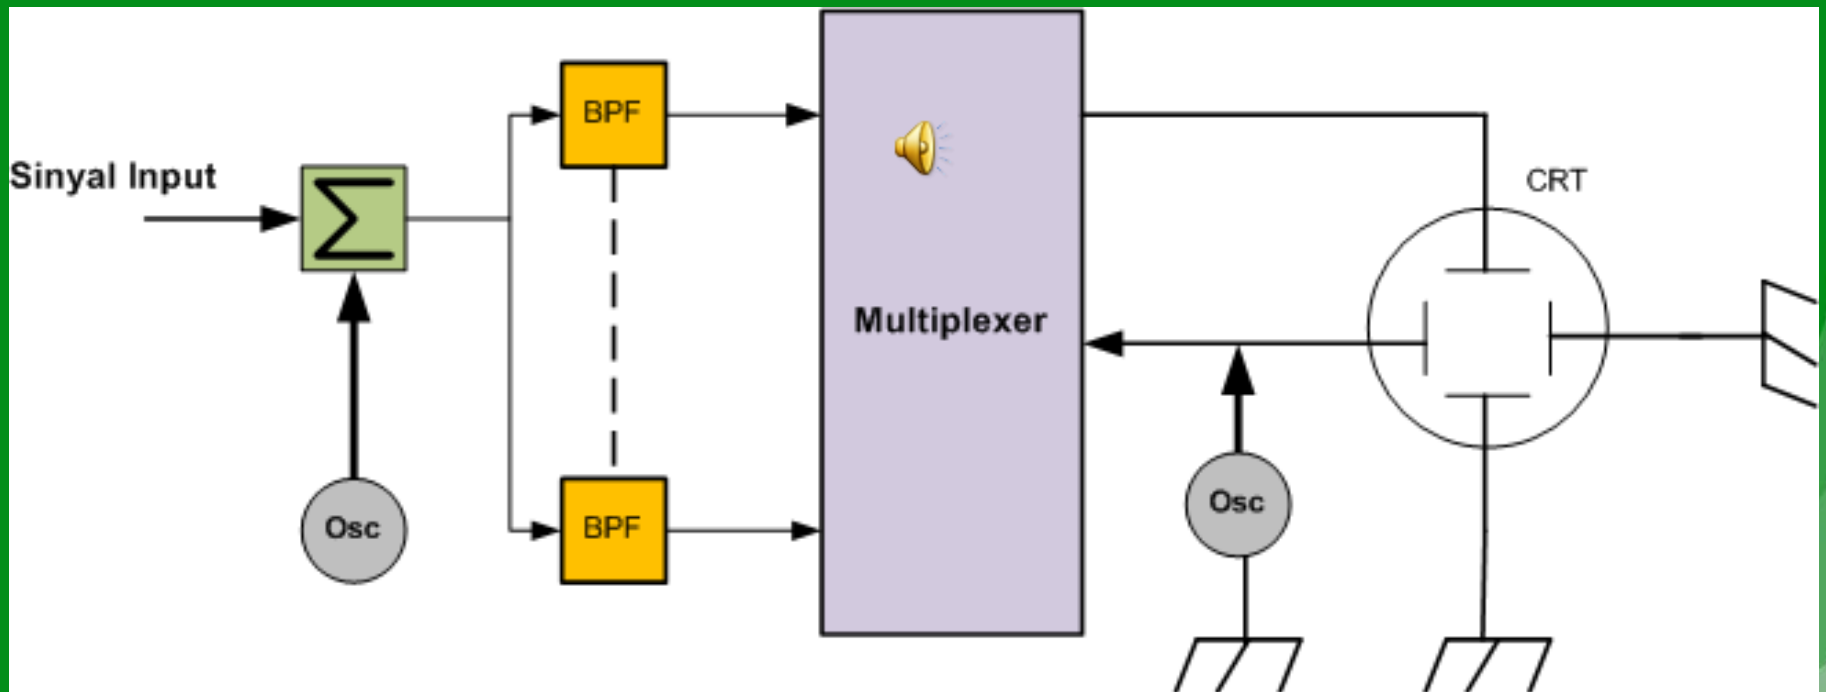 Sinyal Input
Σ
Osc
BPF
BPF
Multiplexer
CRT
Osc